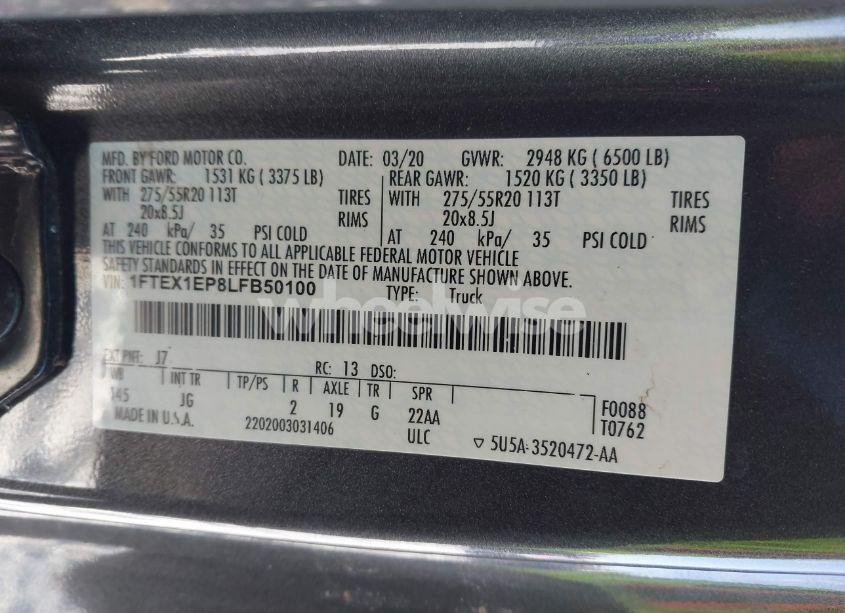 MFD. BY FORD MOTOR CO. DATE: 03/20 GVWR: 2948 KG ( 6500 LB)
FRONT GAWR: 1531 KG ( 3375 LB) REAR GAWR: 1520 KG ( 3350 LB)
WITH 275/55R20 113T TIRES WITH 275/55R20 113T TIRES
20x8.5J RIMS 20x8.5J RIMS
AT 240 kPa/ 35 PSI COLD AT 240 kPa/ 35 PSI COLD
THIS VEHICLE CONFORMS TO ALL APPLICABLE FEDERAL MOTOR VEHICLE
SAFETY STANDARDS IN EFFECT ON THE DATE OF MANUFACTURE SHOWN ABOVE.
VIN: 1FTEX1EP8LFB50100 TYPE: Truck
wheelwise
EXT PNT: J7 RC: 13 DSO:
WB INT TR TP/PS R AXLE TR SPR
145 JG 2 19 G 22AA F0088
MADE IN U.S.A. 2202003031406 ULC T0762
▽ 5U5A-3520472-AA